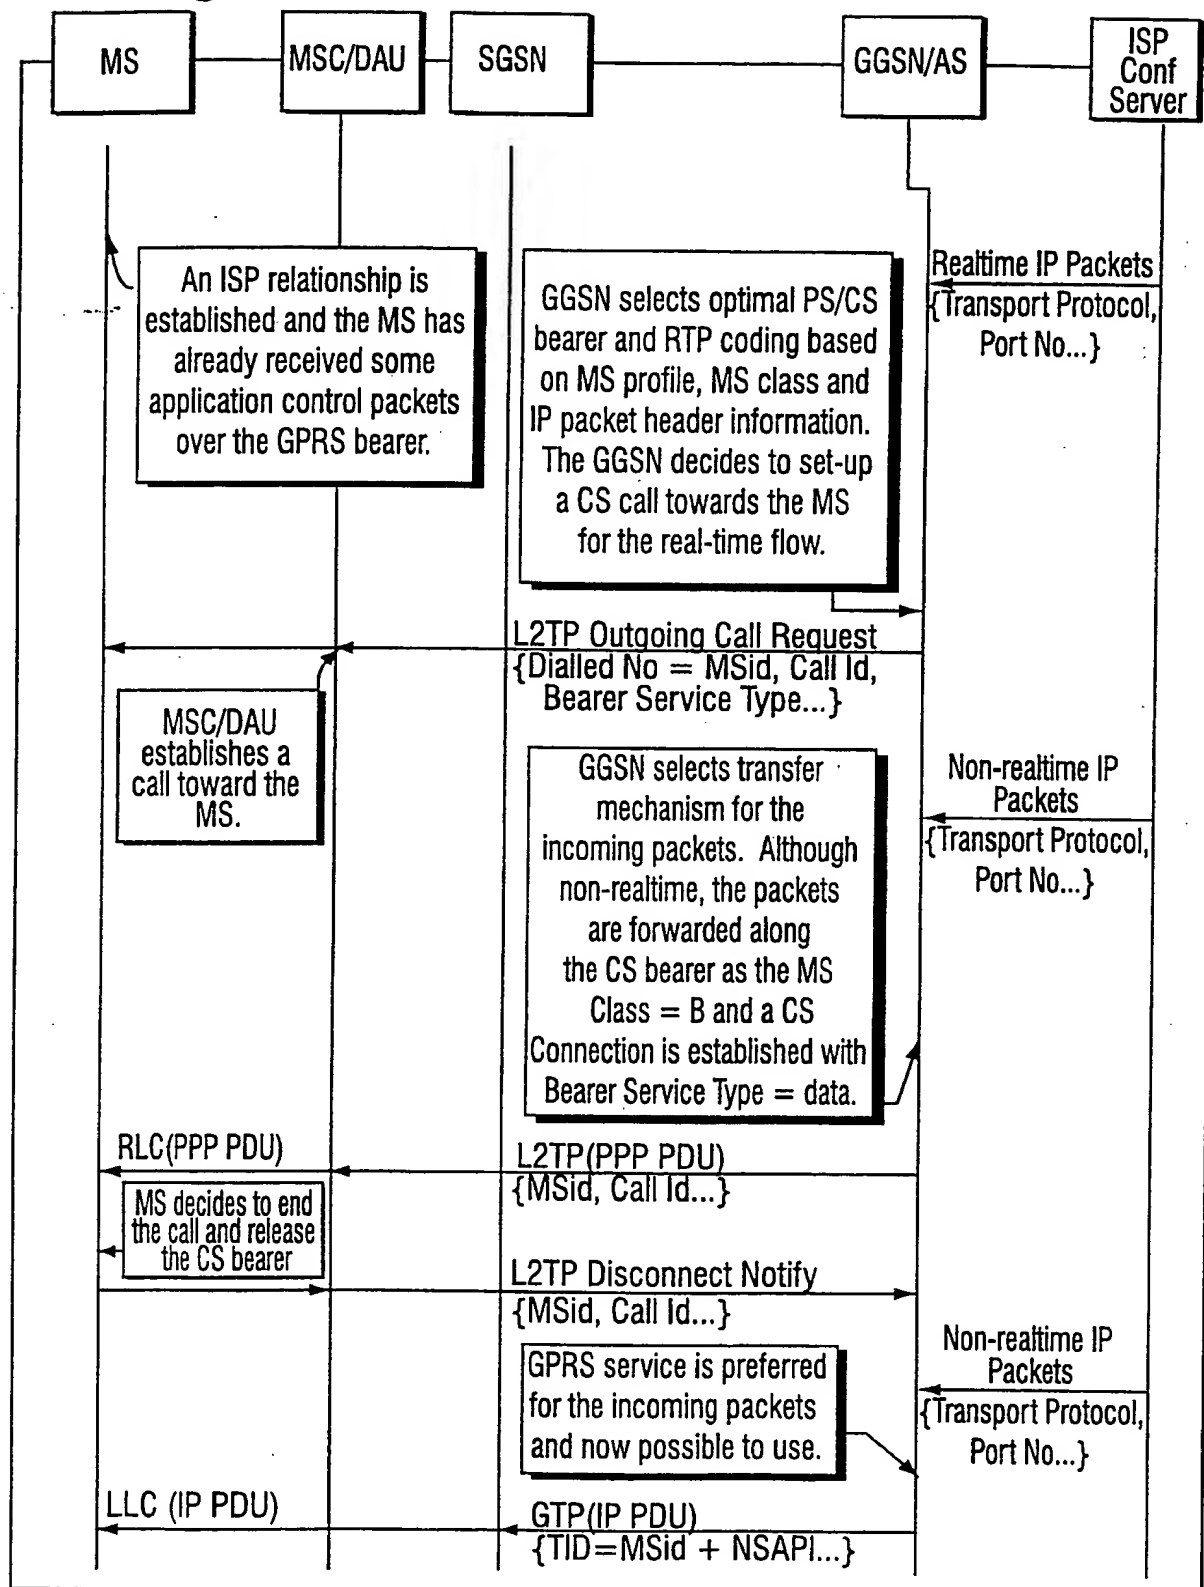 MS
MSC/DAU
SGSN
GGSN/AS
ISP
Conf
Server
An ISP relationship is
established and the MS has
already received some
application control packets
over the GPRS bearer.
GGSN selects optimal PS/CS
bearer and RTP coding based
on MS profile, MS class and
IP packet header information.
The GGSN decides to set-up
a CS call towards the MS
for the real-time flow.
Realtime IP Packets
{Transport Protocol,
Port No...}
L2TP Outgoing Call Request
{Dialled No = MSid, Call Id,
Bearer Service Type...}
MSC/DAU
establishes a
call toward the
MS.
GGSN selects transfer
mechanism for the
incoming packets. Although
non-realtime, the packets
are forwarded along
the CS bearer as the MS
Class = B and a CS
Connection is established with
Bearer Service Type = data.
Non-realtime IP
Packets
{Transport Protocol,
Port No...}
RLC(PPP PDU)
L2TP(PPP PDU)
{MSid, Call Id...}
MS decides to end
the call and release
the CS bearer
L2TP Disconnect Notify
{MSid, Call Id...}
GPRS service is preferred
for the incoming packets
and now possible to use.
Non-realtime IP
Packets
{Transport Protocol,
Port No...}
LLC (IP PDU)
GTP(IP PDU)
{TID=MSid + NSAPI...}